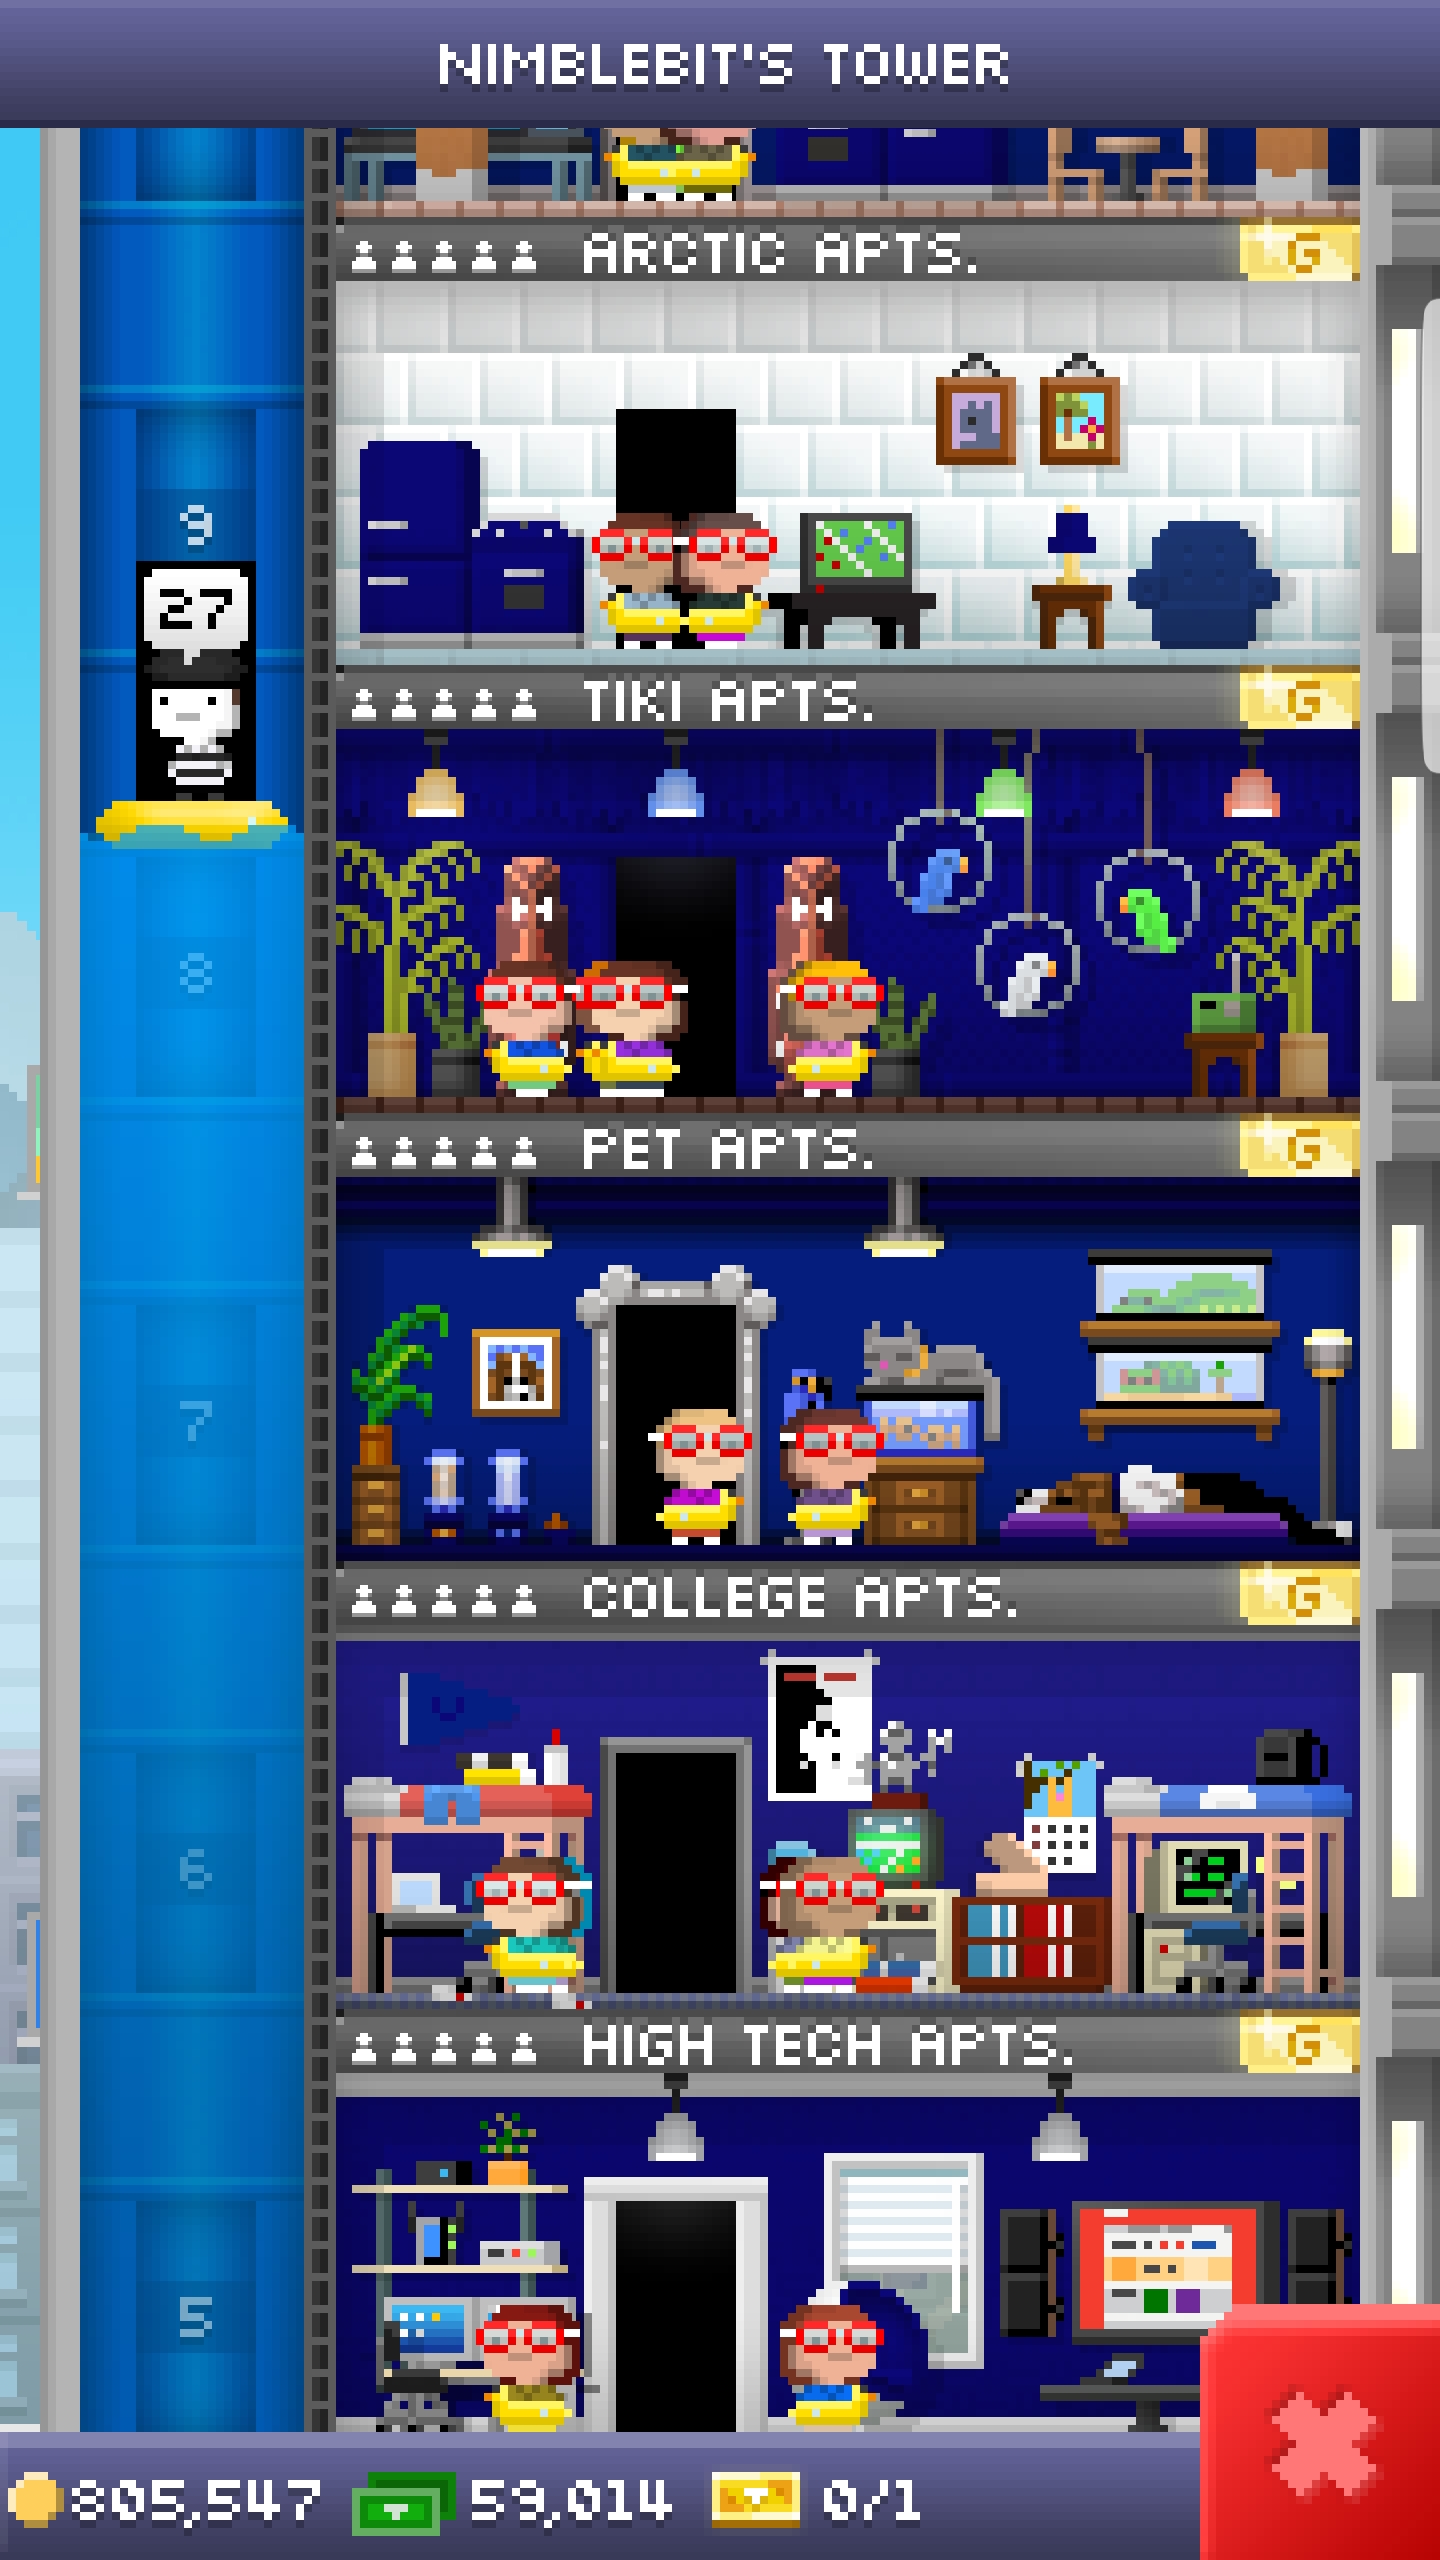 NIMBLEBIT'S TOWER
ARCTIC APTS. G
9
27
TIKI APTS. G
8
PET APTS. G
7
COLLEGE APTS. G
6
HIGH TECH APTS. G
5
805,547 59,014 0/1